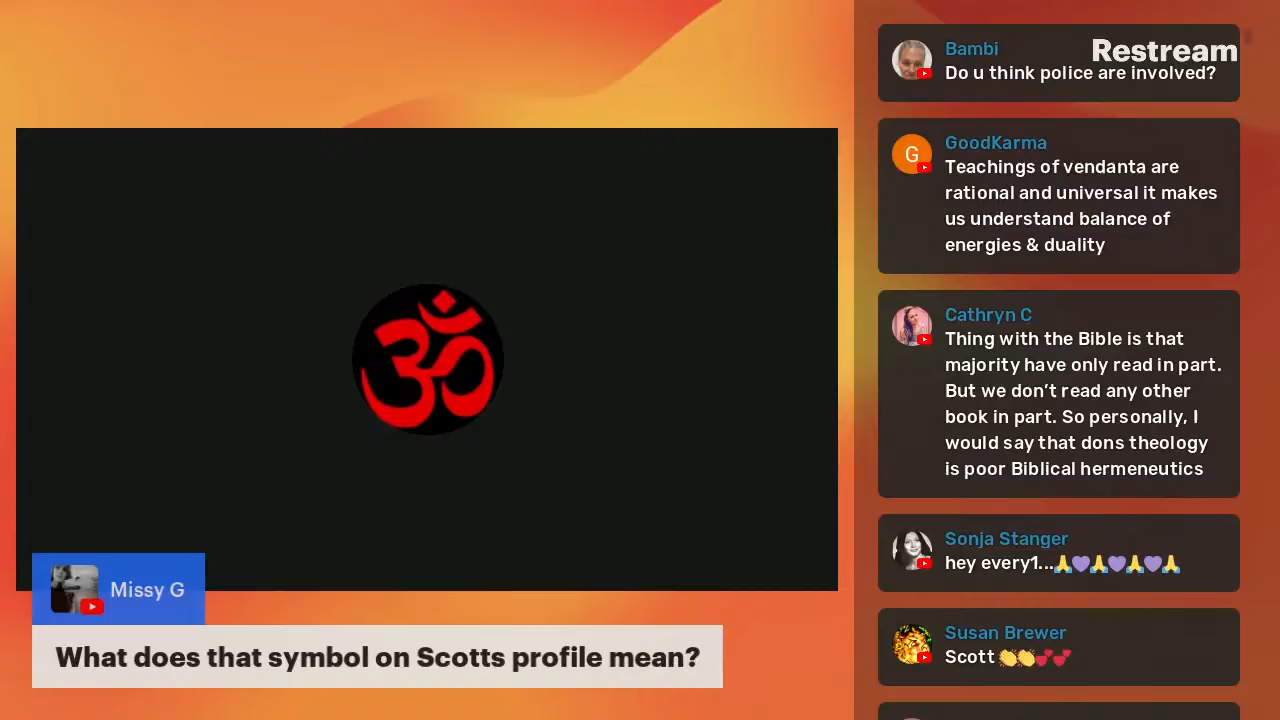 Restream
Bambi
Do u think police are involved?
G
GoodKarma
Teachings of vendanta are
rational and universal it makes
us understand balance of
energies & duality
Cathryn C
Thing with the Bible is that
majority have only read in part.
But we don’t read any other
book in part. So personally, I
would say that dons theology
is poor Biblical hermeneutics
Sonja Stanger
hey every1...🙏💜🙏💜🙏💜🙏
Susan Brewer
Scott 👏👏💕💕
ॐ
Missy G
What does that symbol on Scotts profile mean?